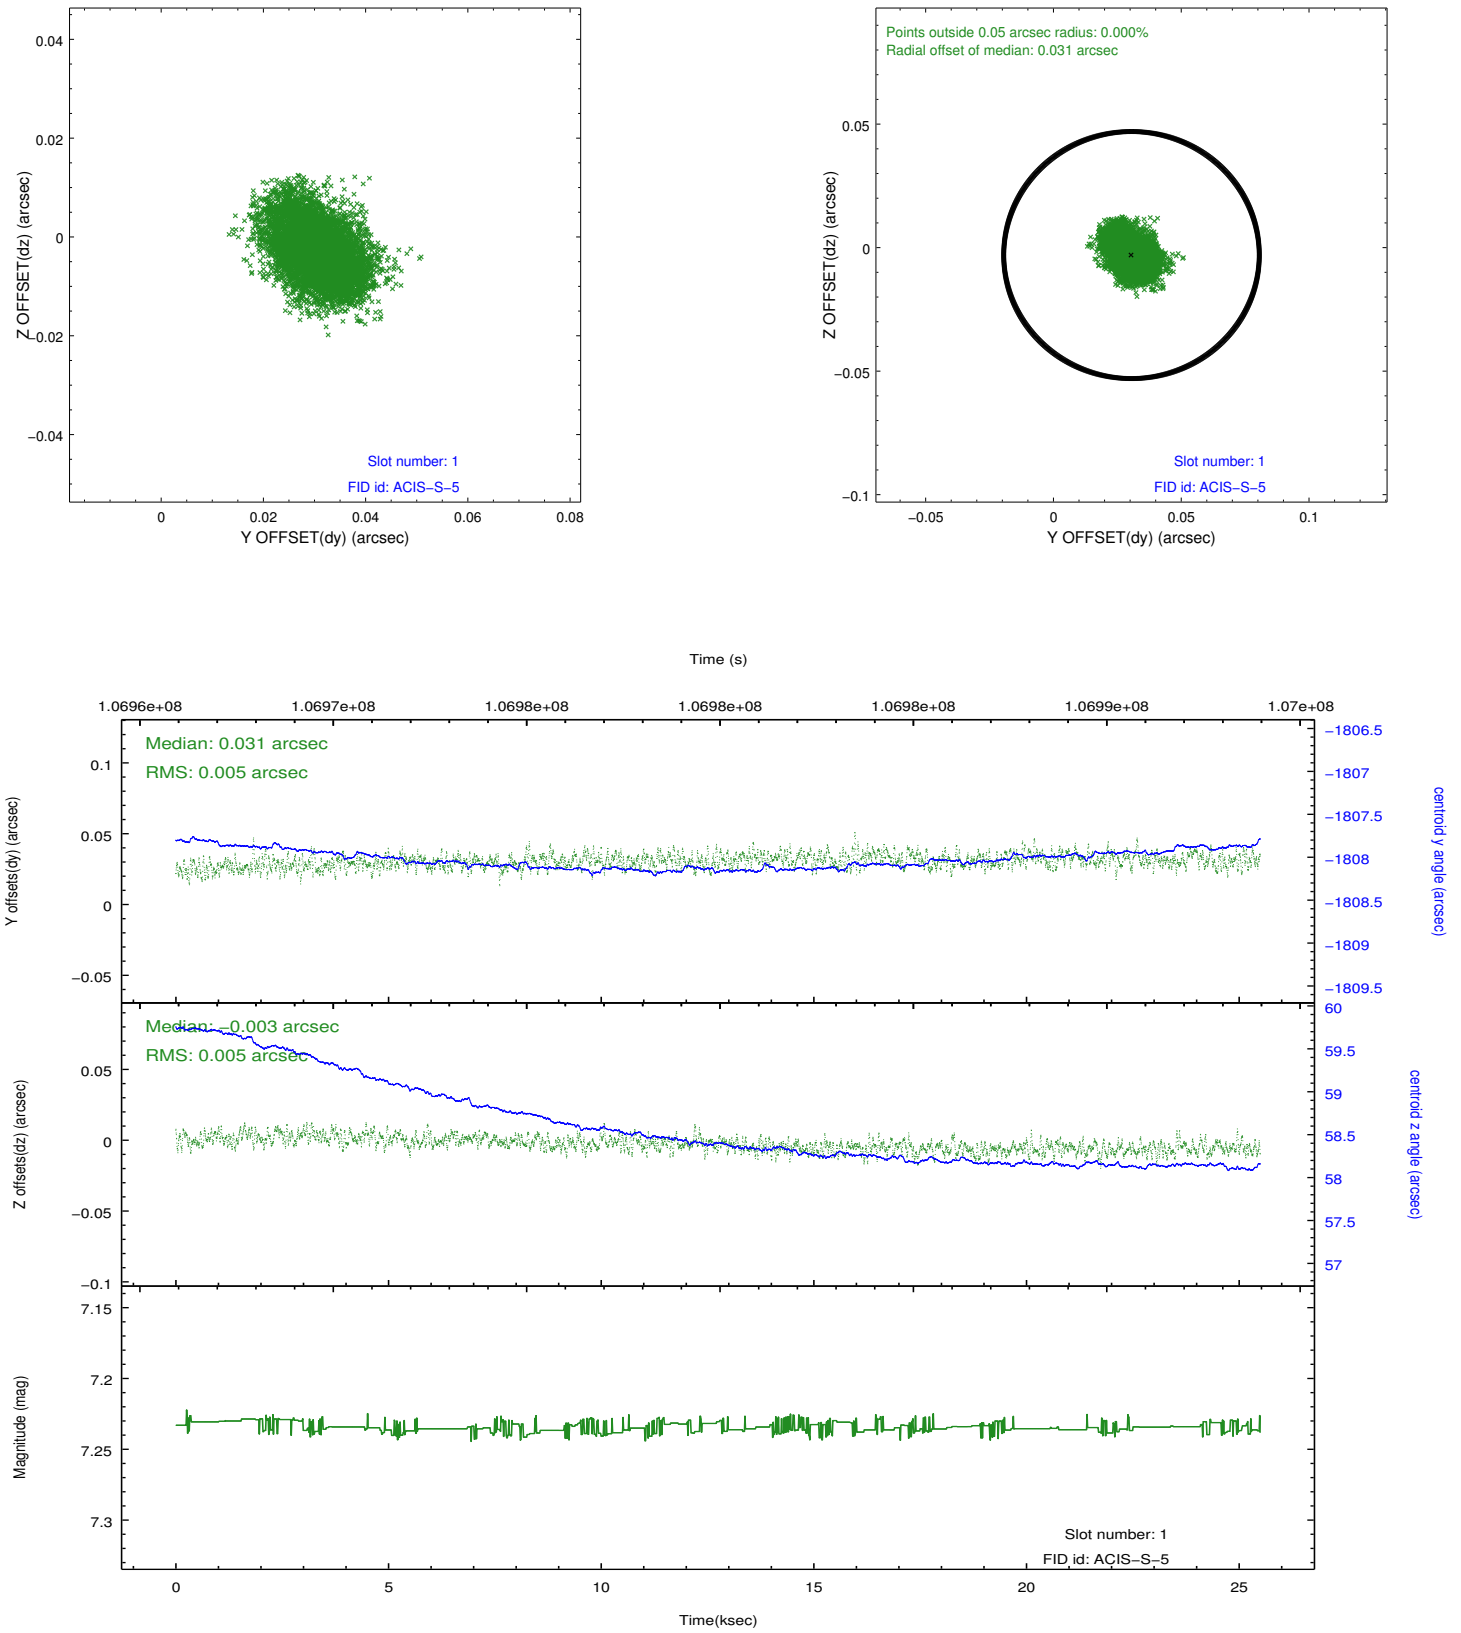 0.04
0.02
0
−0.02
−0.04
Z OFFSET(dz) (arcsec)
Slot number: 1
FID id: ACIS−S−5
0 0.02 0.04 0.06 0.08
Y OFFSET(dy) (arcsec)
Points outside 0.05 arcsec radius: 0.000%
Radial offset of median: 0.031 arcsec
0.05
0
−0.05
−0.1
Z OFFSET(dz) (arcsec)
Slot number: 1
FID id: ACIS−S−5
−0.05 0 0.05 0.1
Y OFFSET(dy) (arcsec)
Time (s)
1.0696e+08 1.0697e+08 1.0698e+08 1.0698e+08 1.0698e+08 1.0699e+08 1.07e+08
Median: 0.031 arcsec
RMS: 0.005 arcsec
0.1
0.05
0
−0.05
Y offsets(dy) (arcsec)
−1806.5
−1807
−1807.5
−1808
−1808.5
−1809
−1809.5
centroid y angle (arcsec)
Median: −0.003 arcsec
RMS: 0.005 arcsec
0.05
0
−0.05
−0.1
Z offsets(dz) (arcsec)
60
59.5
59
58.5
58
57.5
57
centroid z angle (arcsec)
7.15
7.2
7.25
7.3
Magnitude (mag)
Slot number: 1
FID id: ACIS−S−5
0 5 10 15 20 25
Time(ksec)